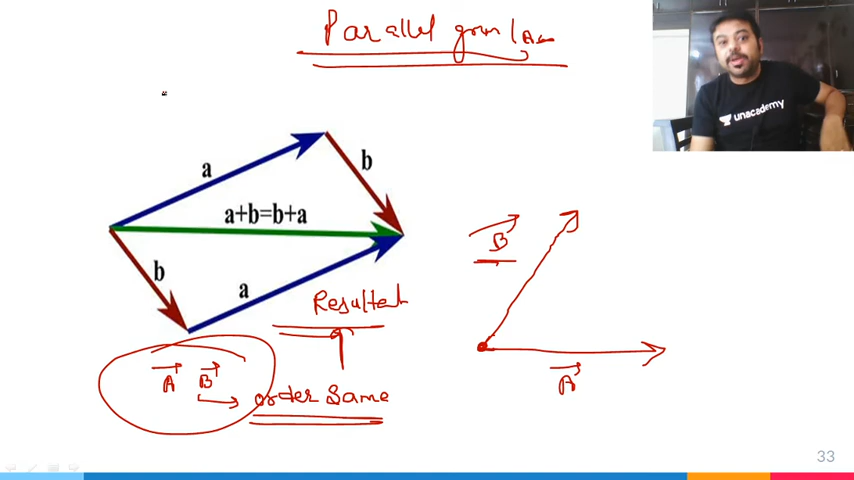 Parallel gram law
unacademy
a
b
a+b=b+a
b
a
Resultant
A B
order Same
B
A
33